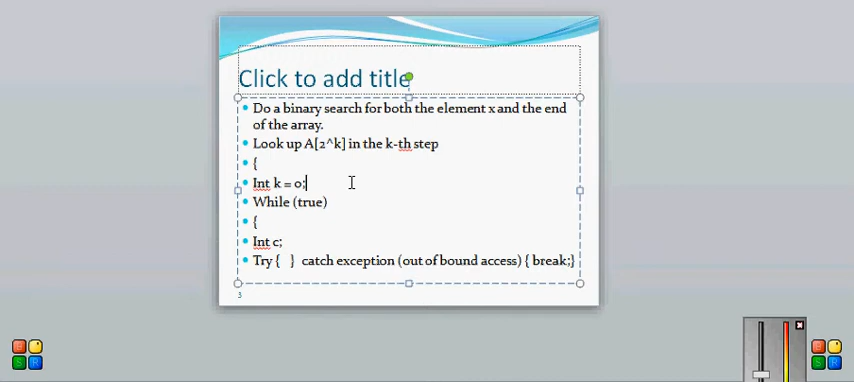 Click to add title
Do a binary search for both the element x and the end
of the array.
Look up A[2^k] in the k-th step
{
Int k = 0;
While (true)
{
Int c;
Try { } catch exception (out of bound access) { break;}
3
E
S R
E
S R